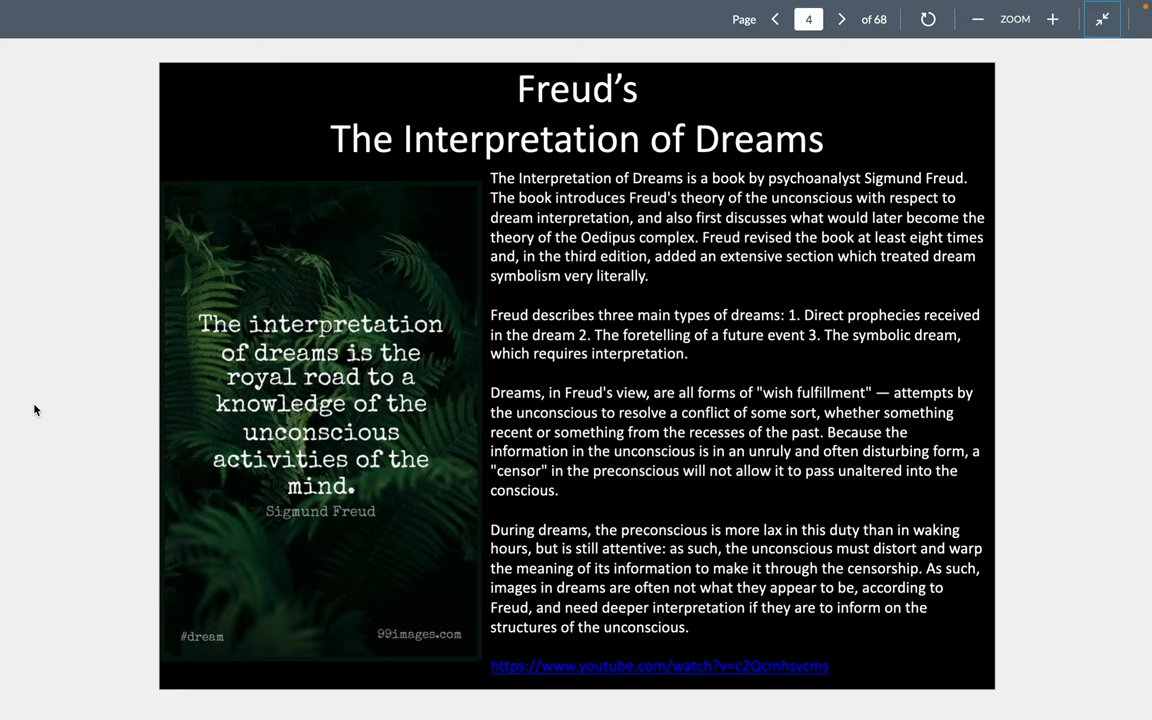 Page 4 of 68 ZOOM
Freud’s
The Interpretation of Dreams
The interpretation
of dreams is the
royal road to a
knowledge of the
unconscious
activities of the
mind.
Sigmund Freud
#dream 99images.com
The Interpretation of Dreams is a book by psychoanalyst Sigmund Freud.
The book introduces Freud's theory of the unconscious with respect to
dream interpretation, and also first discusses what would later become the
theory of the Oedipus complex. Freud revised the book at least eight times
and, in the third edition, added an extensive section which treated dream
symbolism very literally.
Freud describes three main types of dreams: 1. Direct prophecies received
in the dream 2. The foretelling of a future event 3. The symbolic dream,
which requires interpretation.
Dreams, in Freud's view, are all forms of "wish fulfillment" — attempts by
the unconscious to resolve a conflict of some sort, whether something
recent or something from the recesses of the past. Because the
information in the unconscious is in an unruly and often disturbing form, a
"censor" in the preconscious will not allow it to pass unaltered into the
conscious.
During dreams, the preconscious is more lax in this duty than in waking
hours, but is still attentive: as such, the unconscious must distort and warp
the meaning of its information to make it through the censorship. As such,
images in dreams are often not what they appear to be, according to
Freud, and need deeper interpretation if they are to inform on the
structures of the unconscious.
https://www.youtube.com/watch?v=c2Qcmhsvcms